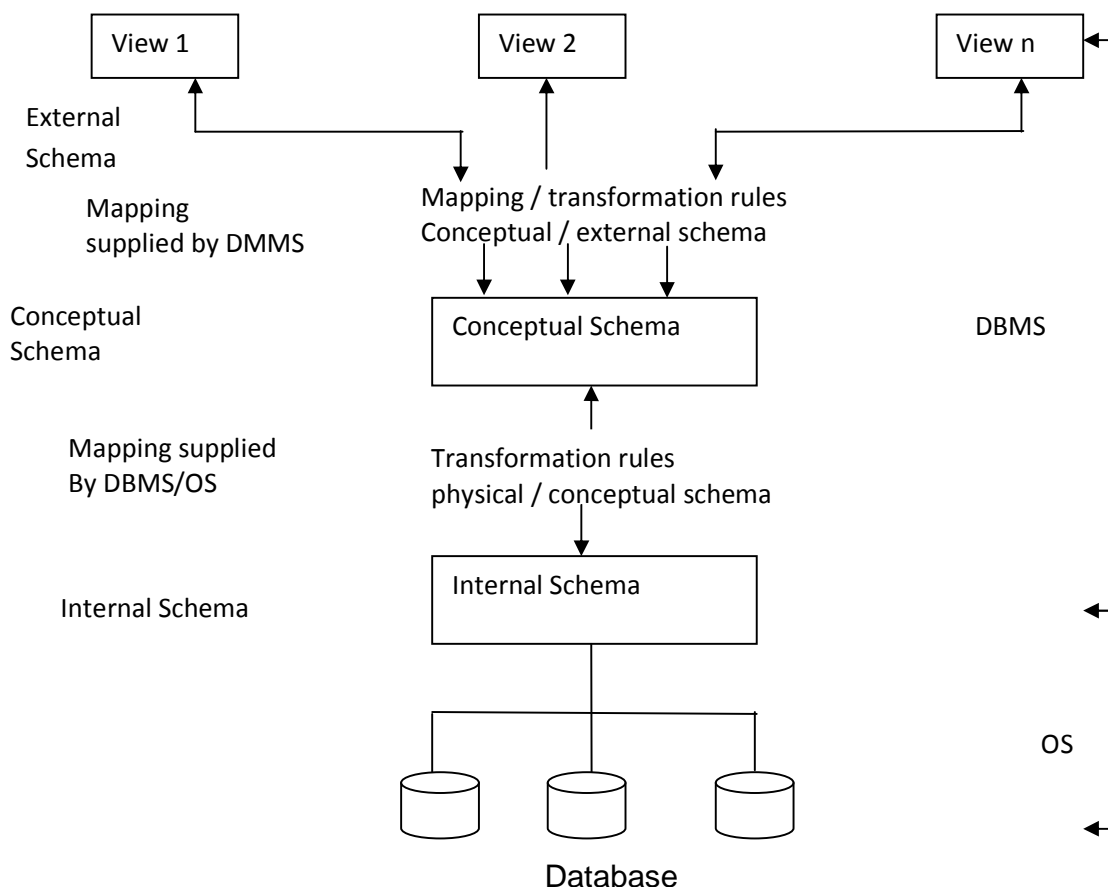 View 1
View 2
View n
External
Schema
Mapping
supplied by DMMS
Mapping / transformation rules
Conceptual / external schema
Conceptual
Schema
Conceptual Schema
DBMS
Mapping supplied
By DBMS/OS
Transformation rules
physical / conceptual schema
Internal Schema
Internal Schema
OS
Database